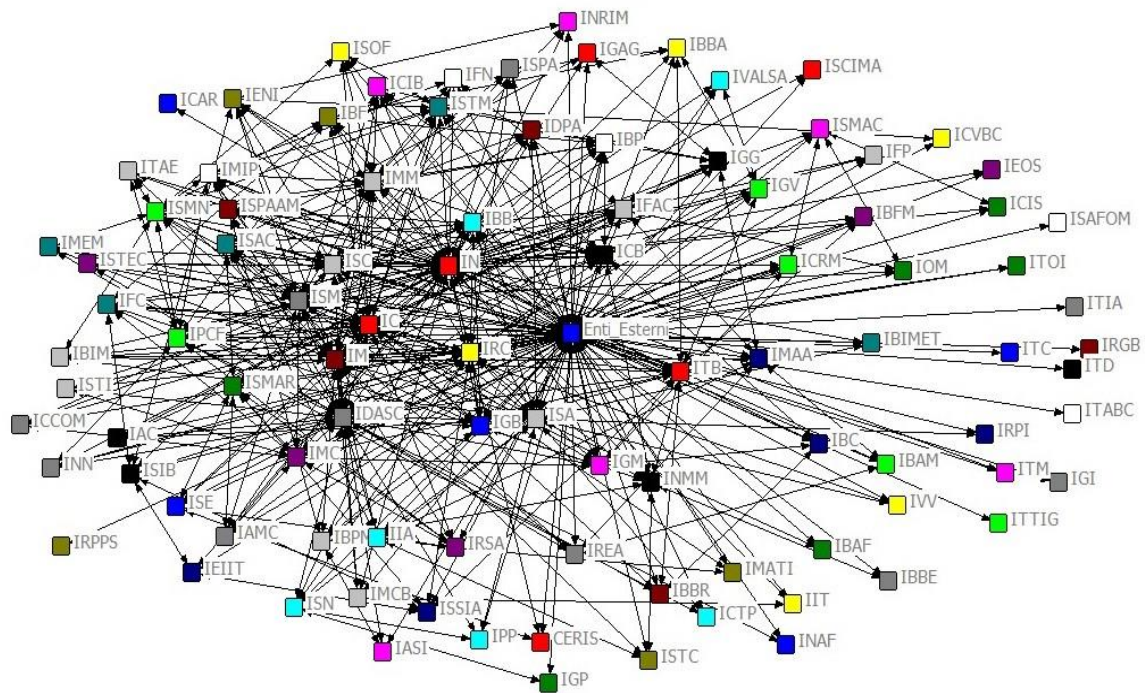 INRIM
ISOF
IGAG
IBBA
ICIB
IFN
ISPA
IVALSA
ISCIMA
ICAR
IENI
IBF
ISTM
IDPA
IBP
ISMAC
ICVBC
IFP
IGG
ITAE
IMIP
IMM
IEOS
IGV
ISMN
ISPAAM
IFAC
IBFM
ICIS
ISAFOM
IBB
IMEM
ISAC
ISTEC
ISC
IN
ICB
ICRM
IOM
ITOI
ISM
IFC
ITIA
IC
Enti_Esterni
IPCF
IBIM
IM
IRC
IMAA
IBIMET
ITC
IRGB
ITB
ITD
ISTI
ISMAR
ICCOM
IDASC
IGB
ISA
ITABC
IAC
IBC
IRPI
INN
ISIB
IMC
IGM
INMM
IBAM
ITM
IGI
ISE
IVV
ITTIG
IRPPS
IAMC
IBPM
IIA
IRSA
IREA
IBAF
IEIIT
IMATI
IBBE
ISN
IMCB
ISSIA
IBBR
IIT
ICTP
IPP
CERIS
INAF
IASI
ISTC
IGP